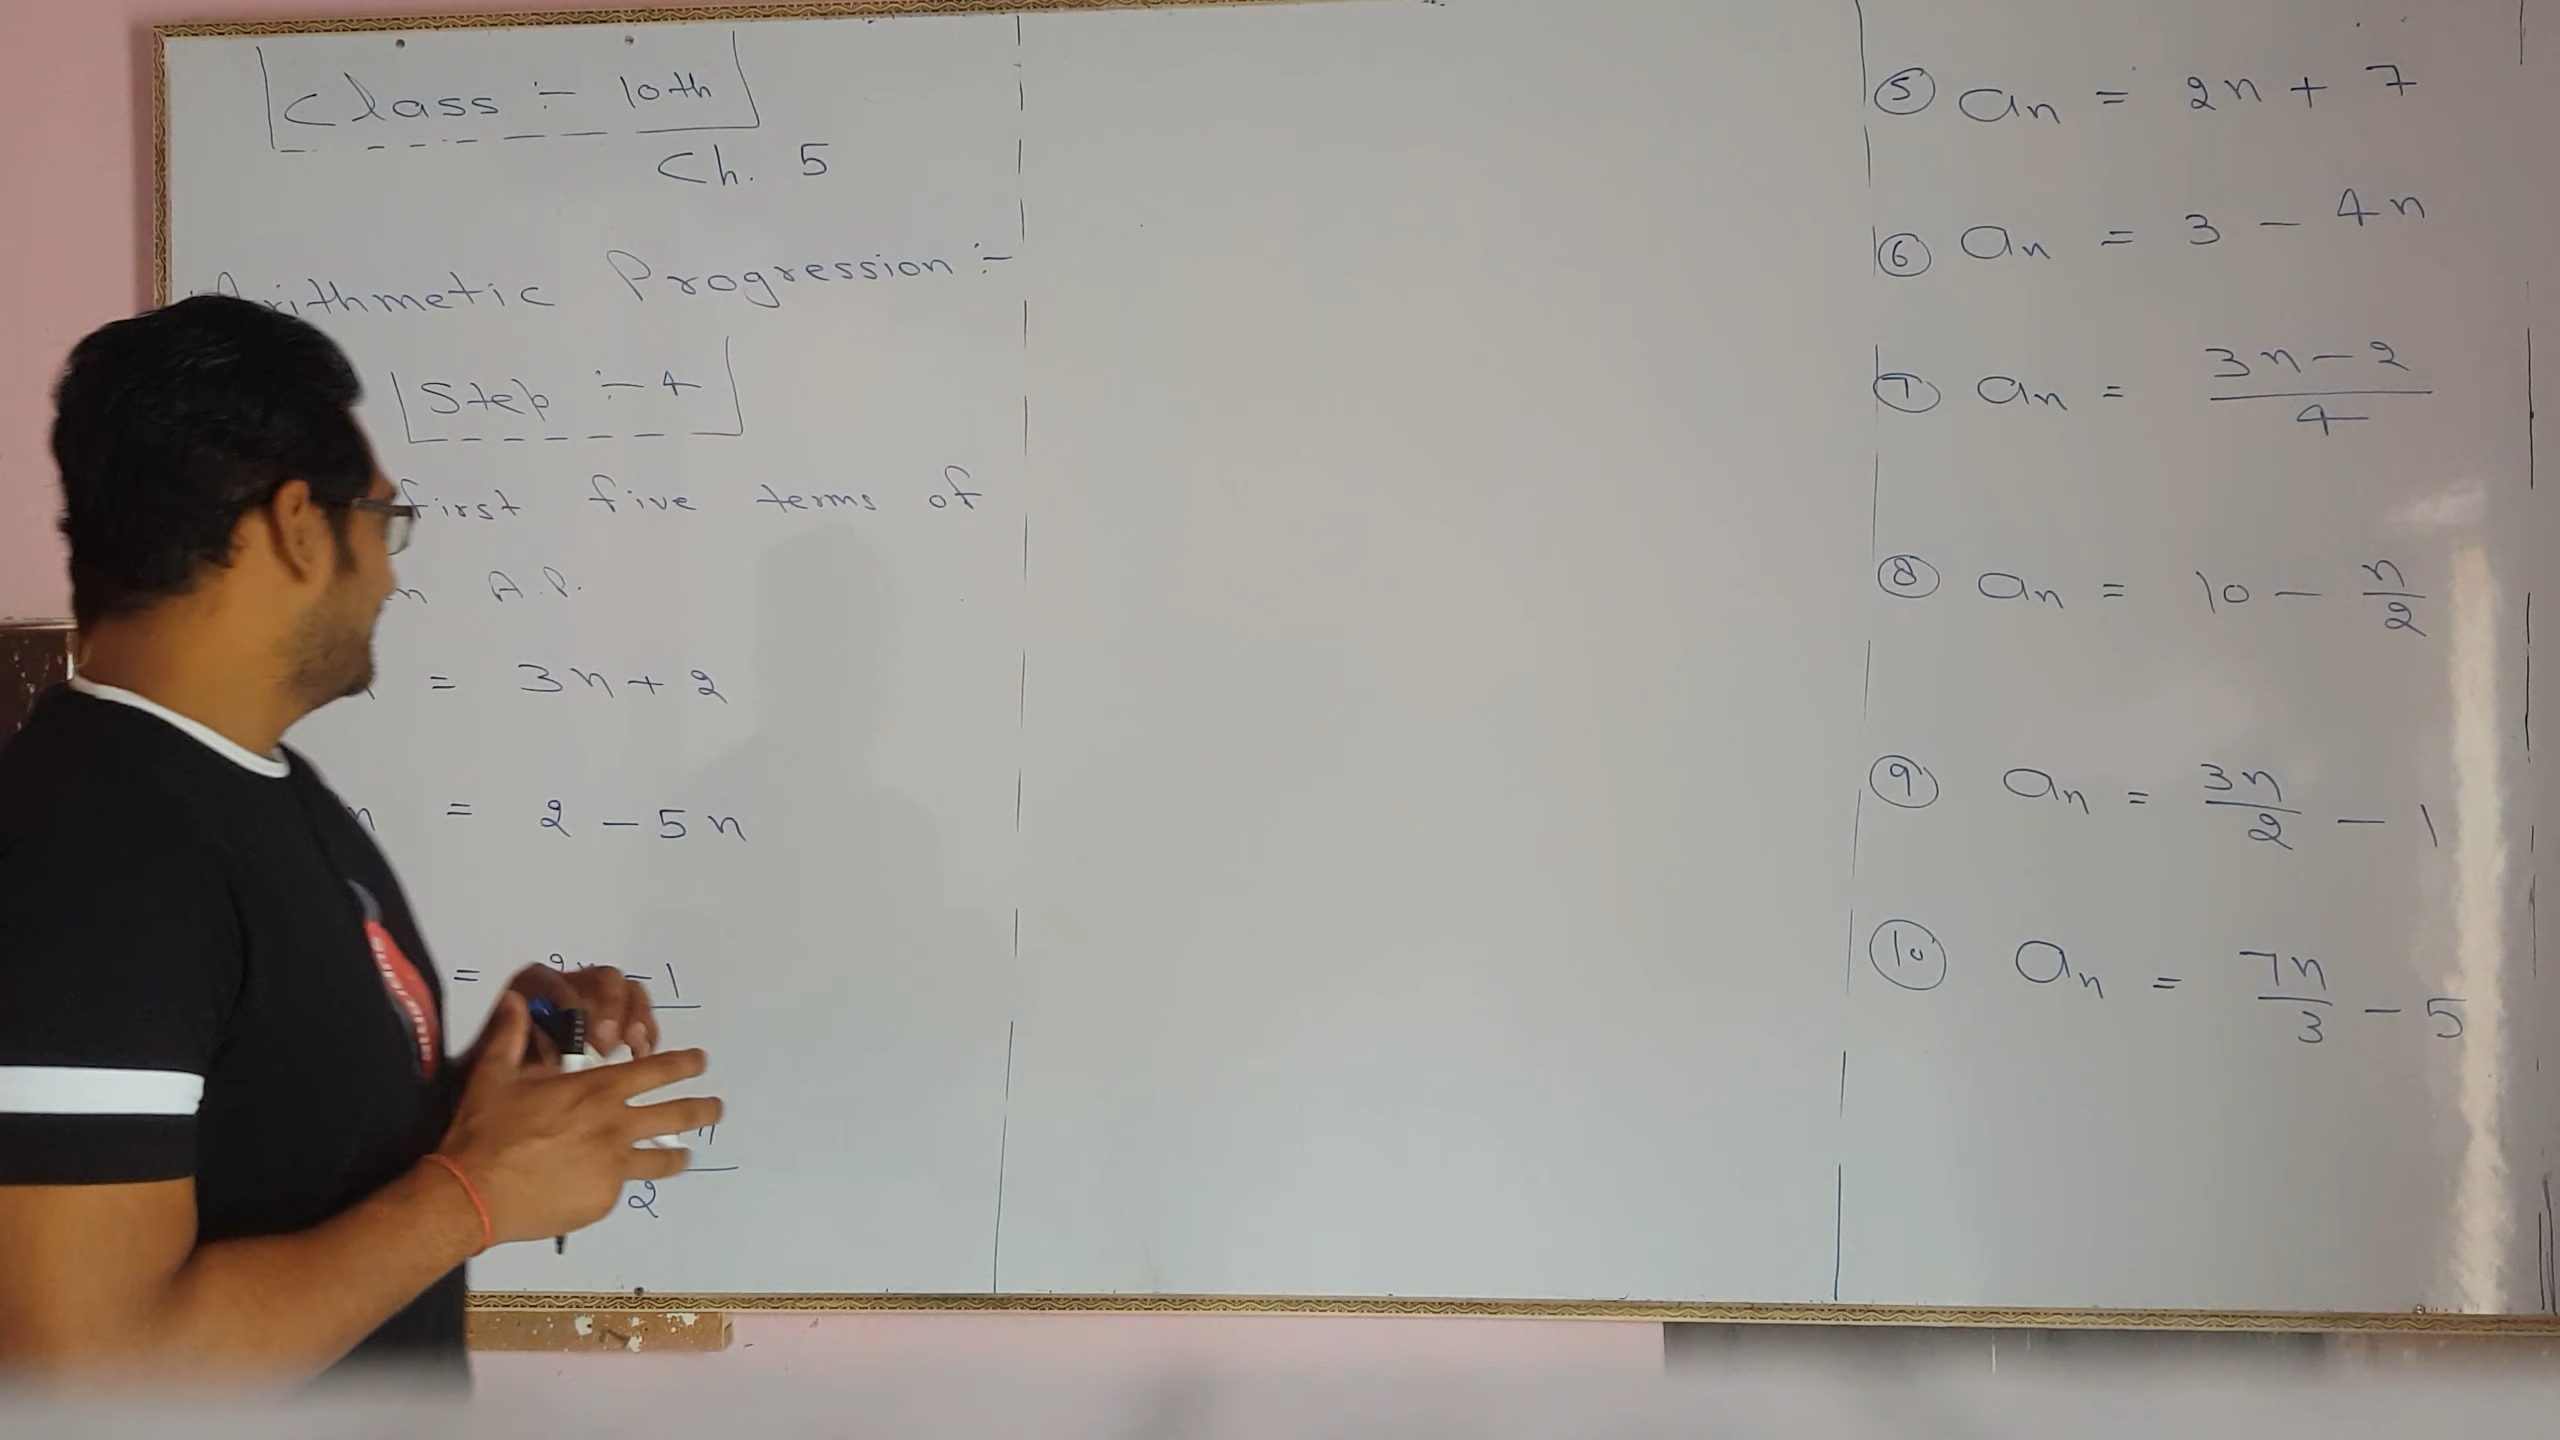 Class :- 10th
Ch. 5
Arithmetic Progression :-
Step :- 4
first five terms of
A.P.
= 3n + 2
n = 2 - 5n
= - 1
n
2
⑤ an = 2n + 7
⑥ an = 3 - 4n
⑦ an = 3n - 2
4
⑧ an = 10 - n/2
⑨ an = 3n/2 - 1
⑩ an = 7n/3 - 5